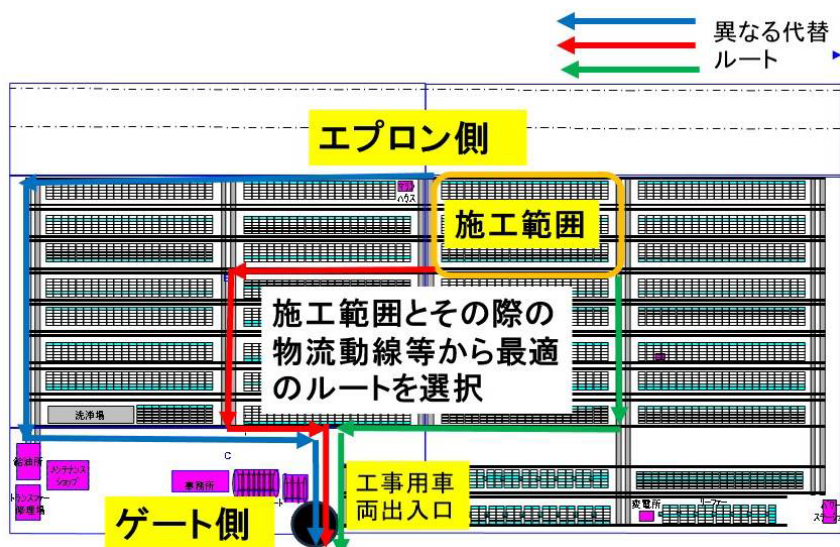 異なる代替
ルート
エプロン側
マリン
ハウス
施工範囲
施工範囲とその際の
物流動線等から最適
のルートを選択
洗浄場
C
給油所
メンテナンス
ショップ
事務所
トランスファー
修理場
ゲート側
工事用車
両出入口
変電所
リーファー